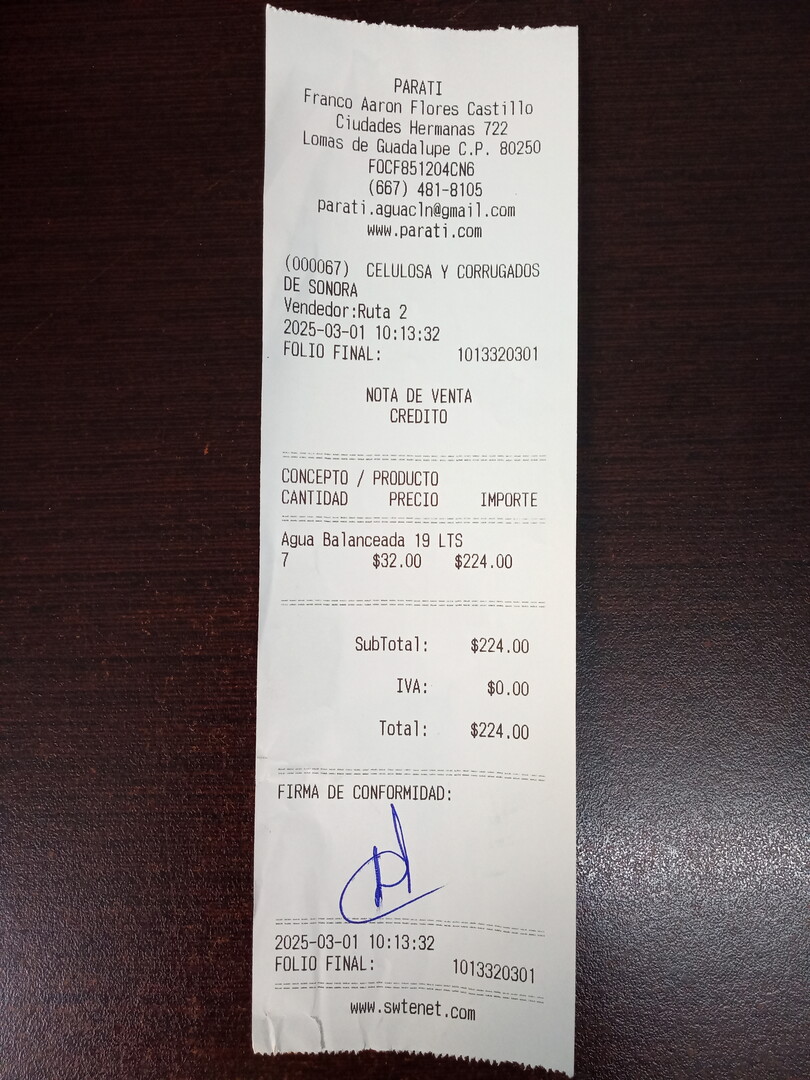 PARATI
Franco Aaron Flores Castillo
Ciudades Hermanas 722
Lomas de Guadalupe C.P. 80250
FOCF851204CN6
(667) 481-8105
parati.aguacln@gmail.com
www.parati.com
(000067) CELULOSA Y CORRUGADOS
DE SONORA
Vendedor:Ruta 2
2025-03-01 10:13:32
FOLIO FINAL: 1013320301
NOTA DE VENTA
CREDITO
CONCEPTO / PRODUCTO
CANTIDAD PRECIO IMPORTE
Agua Balanceada 19 LTS
7 $32.00 $224.00
SubTotal: $224.00
IVA: $0.00
Total: $224.00
FIRMA DE CONFORMIDAD:
2025-03-01 10:13:32
FOLIO FINAL: 1013320301
www.swtenet.com